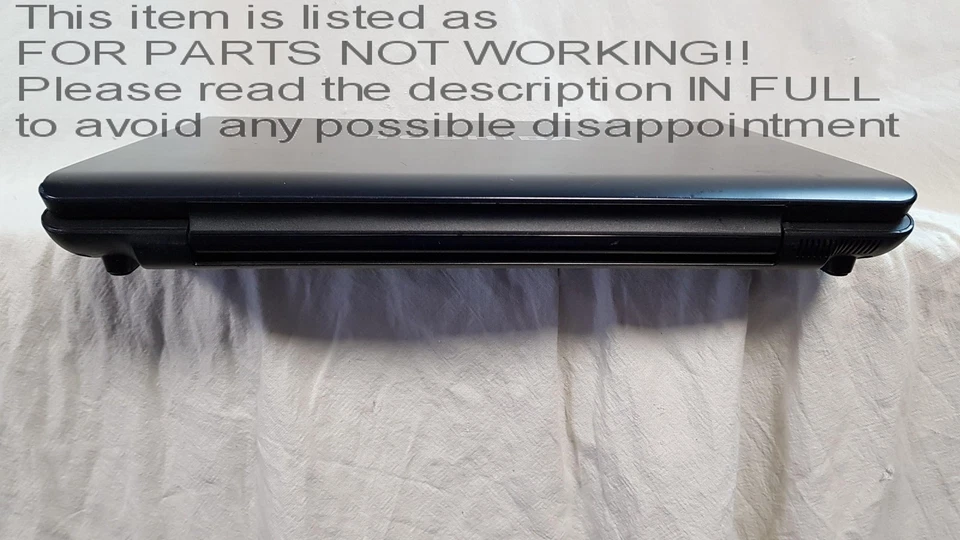 This item is listed as
FOR PARTS NOT WORKING!!
Please read the description IN FULL
to avoid any possible disappointment